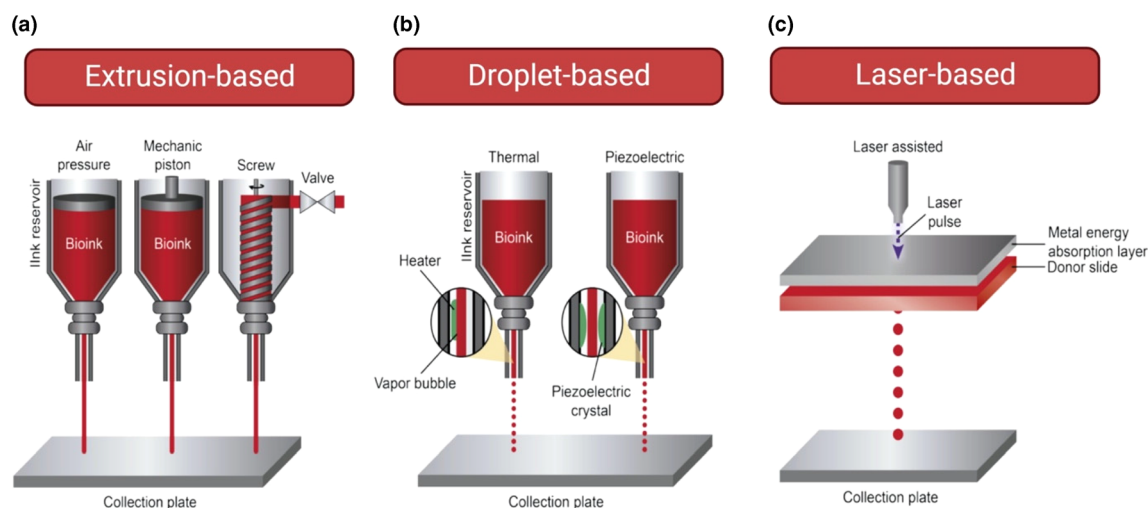 (a)
Extrusion-based
Air
pressure
Mechanic
piston
Screw
Valve
IInk reservoir
Bioink
Bioink
Collection plate
(b)
Droplet-based
Thermal
Piezoelectric
IInk reservoir
Bioink
Bioink
Heater
Vapor bubble
Piezoelectric
crystal
Collection plate
(c)
Laser-based
Laser assisted
Laser
pulse
Metal energy
absorption layer
Donor slide
Collection plate